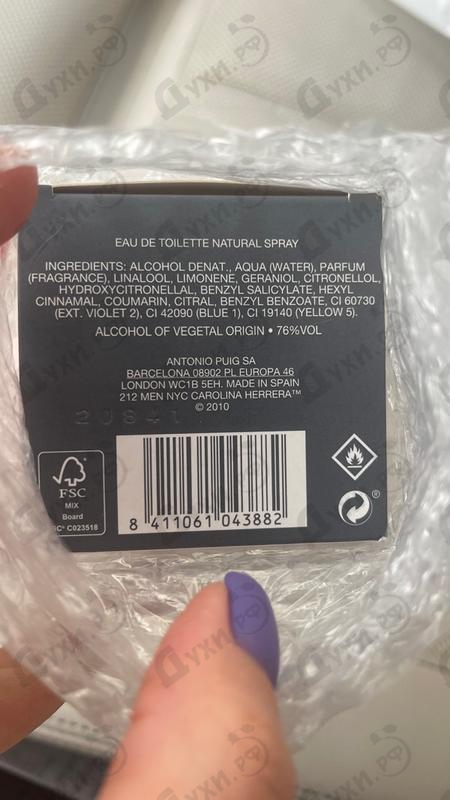 EAU DE TOILETTE NATURAL SPRAY
INGREDIENTS: ALCOHOL DENAT., AQUA (WATER), PARFUM
(FRAGRANCE), LINALOOL, LIMONENE, GERANIOL, CITRONELLOL,
HYDROXYCITRONELLAL, BENZYL SALICYLATE, HEXYL
CINNAMAL, COUMARIN, CITRAL, BENZYL BENZOATE, CI 60730
(EXT. VIOLET 2), CI 42090 (BLUE 1), CI 19140 (YELLOW 5).
ALCOHOL OF VEGETAL ORIGIN • 76%VOL
ANTONIO PUIG SA
BARCELONA 08902 PL EUROPA 46
LONDON WC1B 5EH. MADE IN SPAIN
212 MEN NYC CAROLINA HERRERA™
© 2010
20841
FSC
MIX
Board
C® C023518
8 411061 043882
®
Духи.рф